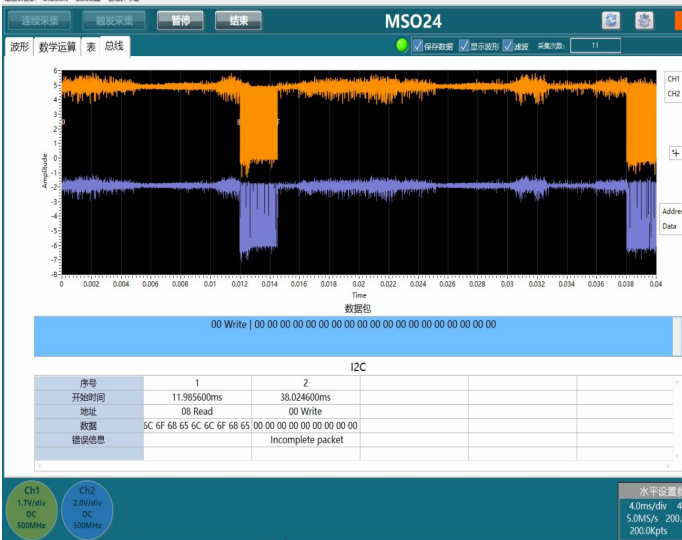 连续采集 触发采集 暂停 结束 MSO24
波形 数学运算 表 总线 保存数据 显示波形 滤波 采集次数: 11
CH1
CH2
Amplitude
6
5
4
3
2
1
0
-1
-2
-3
-4
-5
-6
-7
-8
0 0.002 0.004 0.006 0.008 0.01 0.012 0.014 0.016 0.018 0.02 0.022 0.024 0.026 0.028 0.03 0.032 0.034 0.036 0.038 0.04
Time
Addre
Data
数据包
00 Write | 00 00 00 00 00 00 00 00 00 00 00 00 00 00 00 00 00 00 00
I2C
序号 1 2
开始时间 11.985600ms 38.024600ms
地址 08 Read 00 Write
数据 6C 6F 68 65 6C 6C 6F 68 65 00 00 00 00 00 00 00 00 00
错误信息 Incomplete packet
Ch1
1.7V/div
DC
500MHz
Ch2
2.0V/div
DC
500MHz
水平设置
4.0ms/div 4
5.0MS/s 200.
200.0Kpts